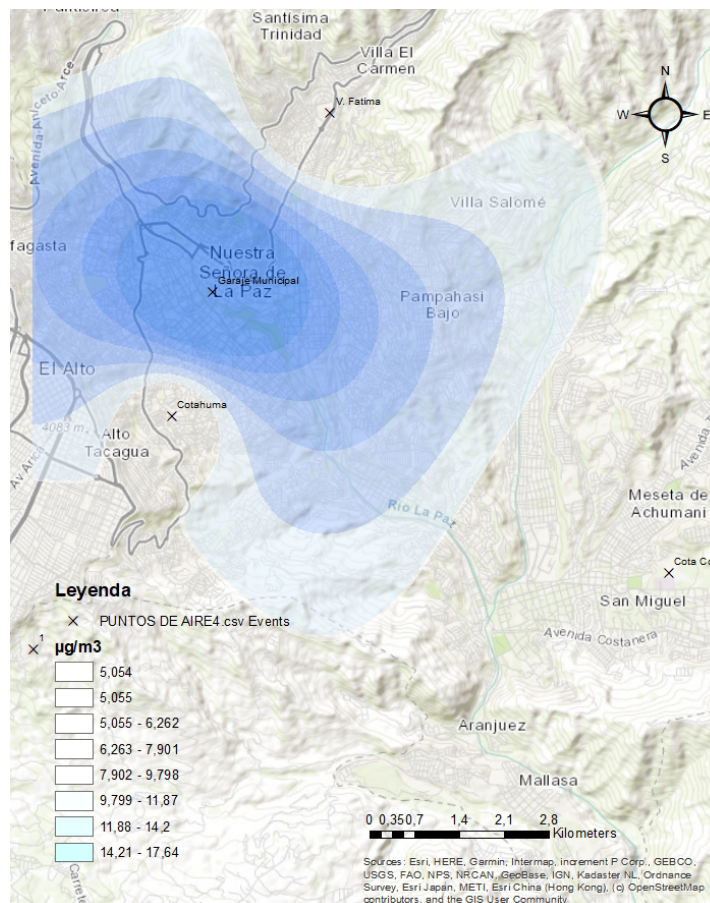 Santísima
Trinidad
Villa El
Carmen
V. Fatima
N
W
E
S
Avenida Aniceto Arce
Villa Salomé
fagasta
Nuestra
Señora de
La Paz
Garaje Municipal
Pampahasi
Bajo
El Alto
Cotahuma
4083 m.
Alto
Tacagua
Av Arica
Río La Paz
Avenida
Meseta de
Achumani
Cota Co
San Miguel
Avenida Costanera
Leyenda
PUNTOS DE AIRE4.csv Events
1
µg/m3
5,054
5,055
5,055 - 6,262
6,263 - 7,901
7,902 - 9,798
9,799 - 11,87
11,88 - 14,2
14,21 - 17,64
Aranjuez
Mallasa
0 0,350,7 1,4 2,1 2,8
Kilometers
Carrete
Sources: Esri, HERE, Garmin, Intermap, increment P Corp., GEBCO,
USGS, FAO, NPS, NRCAN, GeoBase, IGN, Kadaster NL, Ordnance
Survey, Esri Japan, METI, Esri China (Hong Kong), (c) OpenStreetMap
contributors, and the GIS User Community